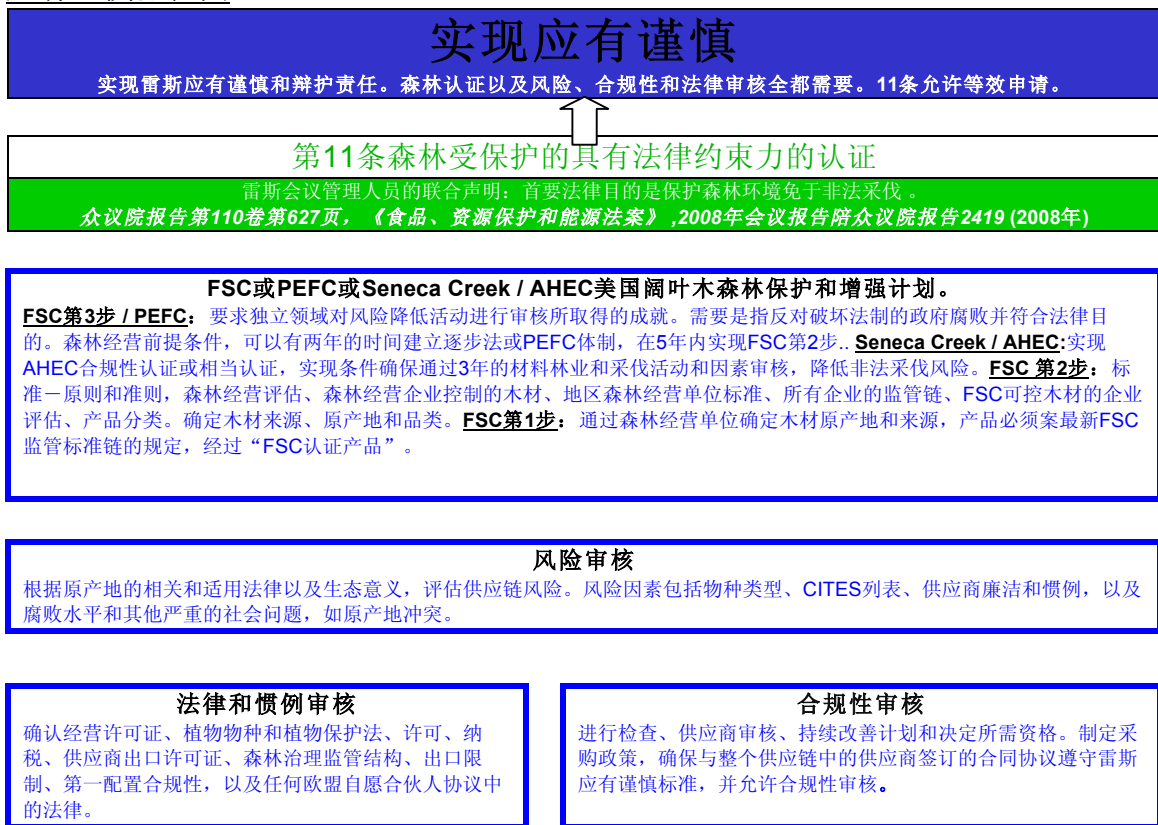 实现应有谨慎
实现雷斯应有谨慎和辩护责任。森林认证以及风险、合规性和法律审核全都需要。11条允许等效申请。
第11条森林受保护的具有法律约束力的认证
雷斯会议管理人员的联合声明：首要法律目的是保护森林环境免于非法采伐 。
众议院报告第110卷第627页，《食品、资源保护和能源法案》,2008年会议报告陪众议院报告2419 (2008年)
FSC或PEFC或Seneca Creek / AHEC美国阔叶木森林保护和增强计划。
FSC第3步 / PEFC：要求独立领域对风险降低活动进行审核所取得的成就。需要是指反对破坏法制的政府腐败并符合法律目
的。森林经营前提条件，可以有两年的时间建立逐步法或PEFC体制，在5年内实现FSC第2步.. Seneca Creek / AHEC:实现
AHEC合规性认证或相当认证，实现条件确保通过3年的材料林业和采伐活动和因素审核，降低非法采伐风险。FSC 第2步：标
准－原则和准则，森林经营评估、森林经营企业控制的木材、地区森林经营单位标准、所有企业的监管链、FSC可控木材的企业
评估、产品分类。确定木材来源、原产地和品类。FSC第1步：通过森林经营单位确定木材原产地和来源，产品必须案最新FSC
监管标准链的规定，经过“FSC认证产品”。
风险审核
根据原产地的相关和适用法律以及生态意义，评估供应链风险。风险因素包括物种类型、CITES列表、供应商廉洁和惯例，以及
腐败水平和其他严重的社会问题，如原产地冲突。
法律和惯例审核
确认经营许可证、植物物种和植物保护法、许可、纳
税、供应商出口许可证、森林治理监管结构、出口限
制、第一配置合规性，以及任何欧盟自愿合伙人协议中
的法律。
合规性审核
进行检查、供应商审核、持续改善计划和决定所需资格。制定采
购政策，确保与整个供应链中的供应商签订的合同协议遵守雷斯
应有谨慎标准，并允许合规性审核。